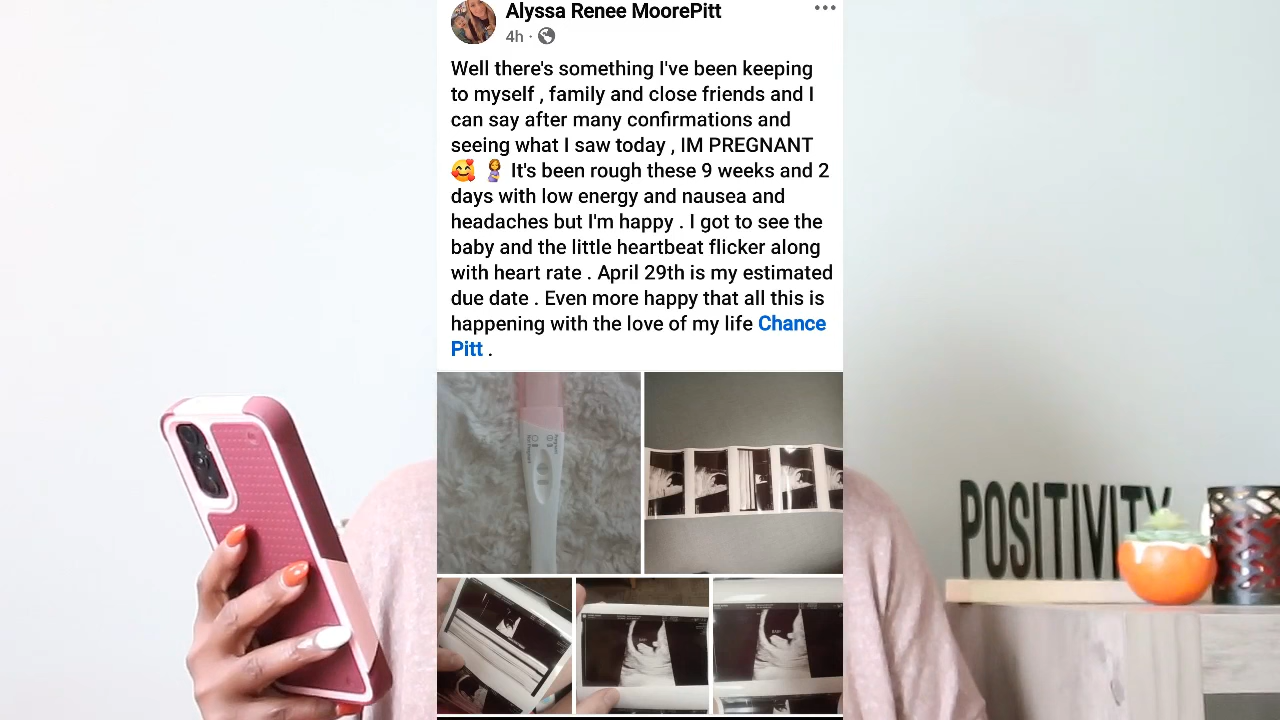 Alyssa Renee MoorePitt
4h ·
Well there's something I've been keeping
to myself , family and close friends and I
can say after many confirmations and
seeing what I saw today , IM PREGNANT
🥰 🤰 It's been rough these 9 weeks and 2
days with low energy and nausea and
headaches but I'm happy . I got to see the
baby and the little heartbeat flicker along
with heart rate . April 29th is my estimated
due date . Even more happy that all this is
happening with the love of my life Chance
Pitt .
POSITIVITY
BABY